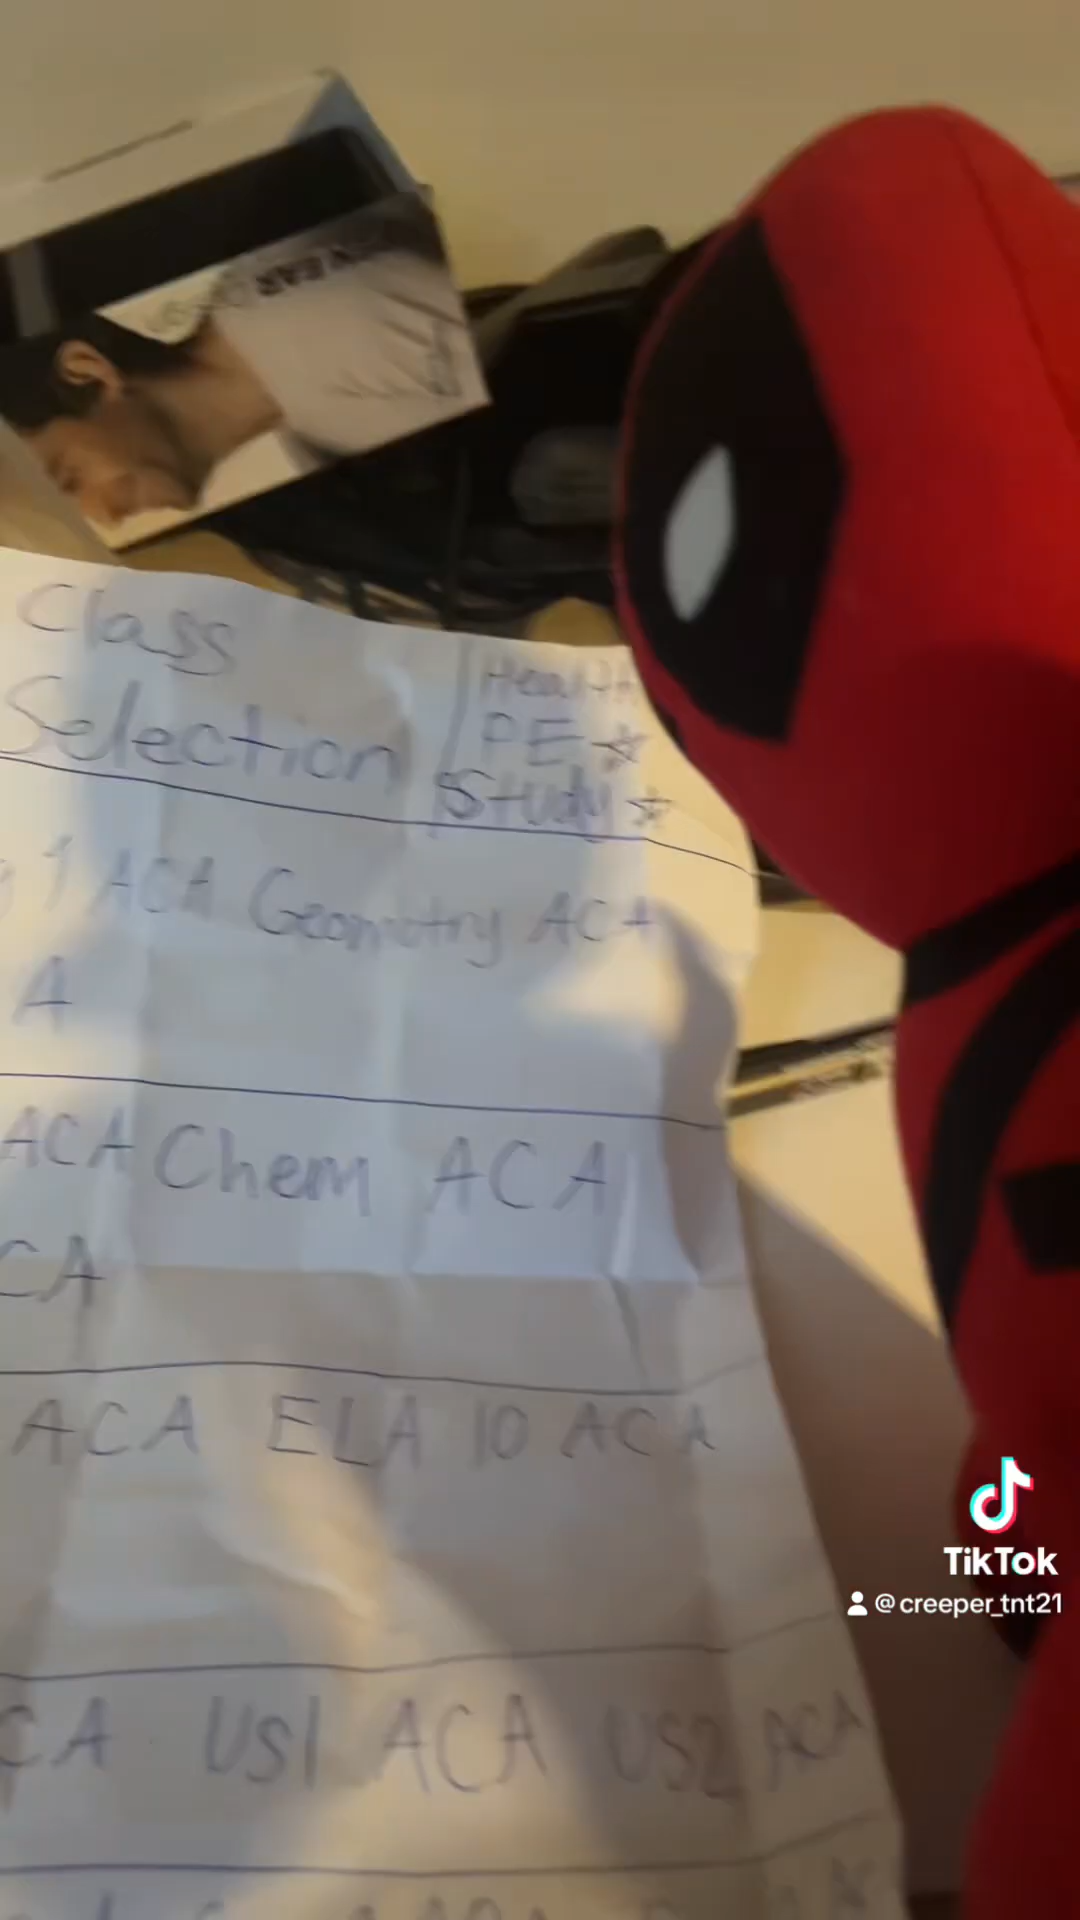 Class
Selection
Health
PE ☆
Study ☆
1 ACA Geometry ACA
A
ACA Chem ACA
CA
ACA ELA 10 ACA
CA US1 ACA US2 ACA
TikTok
@creeper_tnt21